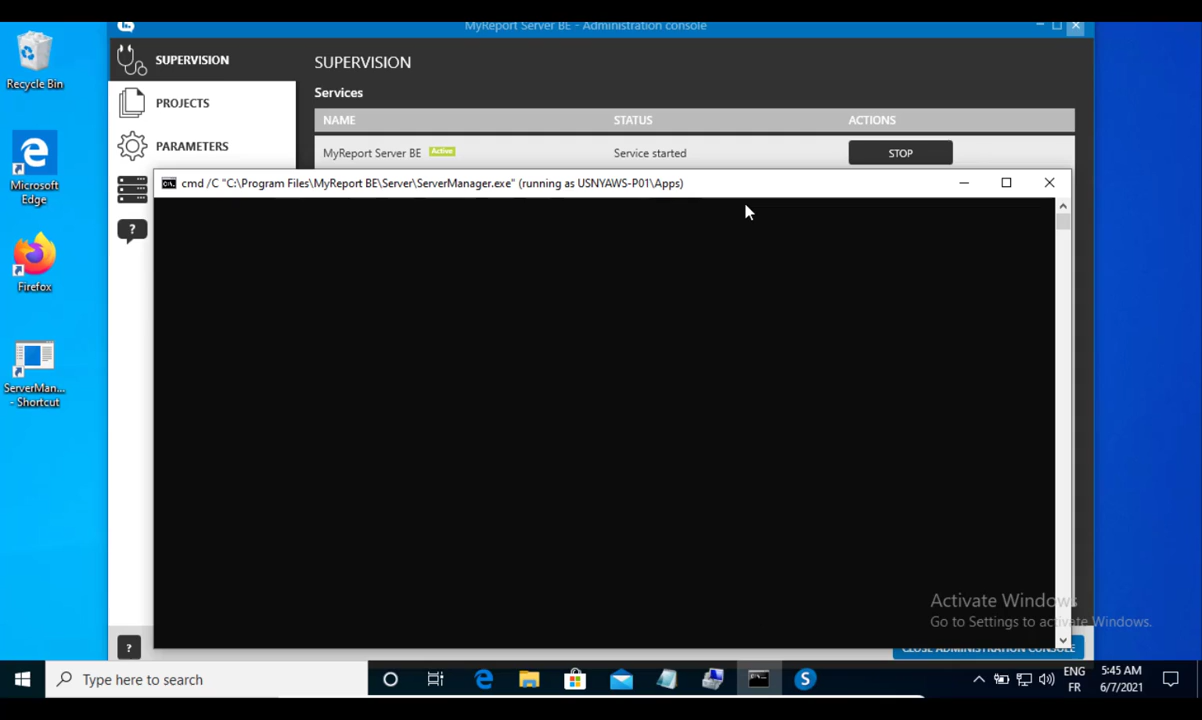 MyReport Server BE - Administration console
Recycle Bin
Microsoft
Edge
Firefox
ServerMan...
- Shortcut
SUPERVISION
PROJECTS
PARAMETERS
SUPERVISION
Services
NAME STATUS ACTIONS
MyReport Server BE Active Service started STOP
cmd /C "C:\Program Files\MyReport BE\Server\ServerManager.exe" (running as USNYAWS-P01\Apps)
Activate Windows
Go to Settings to activate Windows.
CLOSE ADMINISTRATION CONSOLE
Type here to search
ENG
FR
5:45 AM
6/7/2021